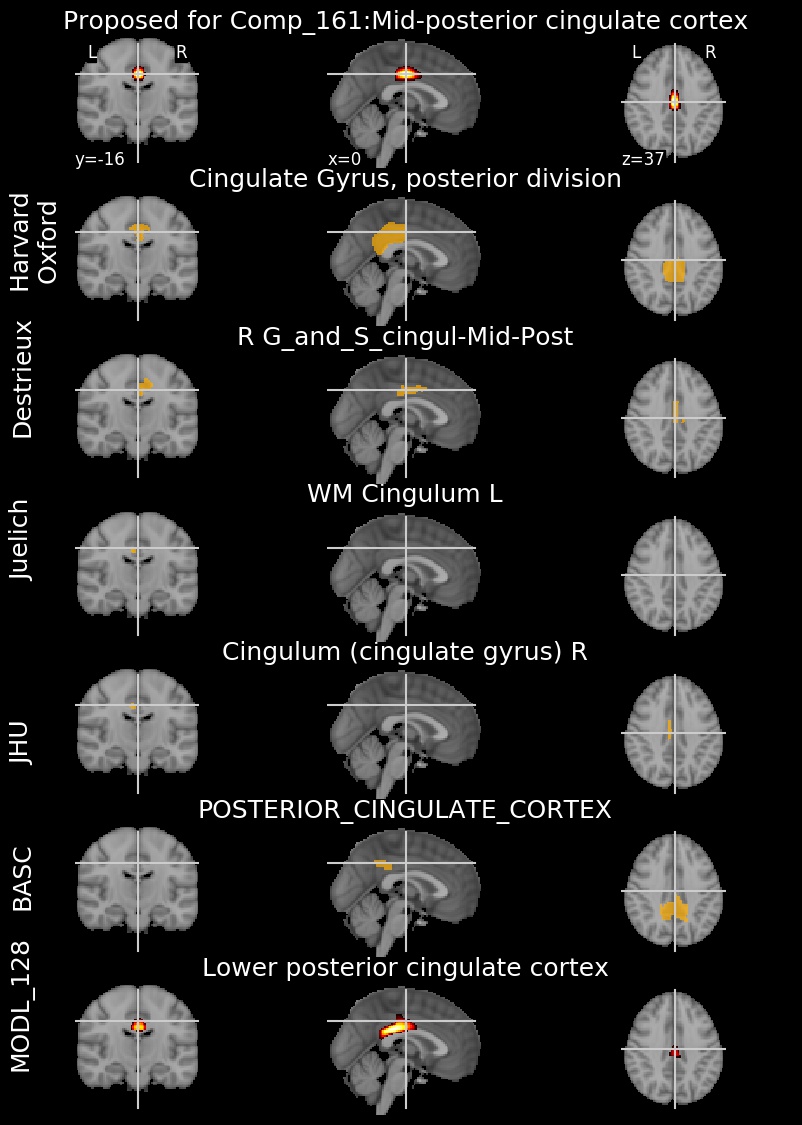 Proposed for Comp_161:Mid-posterior cingulate cortex
L R L R
y=-16 x=0 z=37
Cingulate Gyrus, posterior division
Harvard
Oxford
R G_and_S_cingul-Mid-Post
Destrieux
WM Cingulum L
Juelich
Cingulum (cingulate gyrus) R
JHU
POSTERIOR_CINGULATE_CORTEX
BASC
Lower posterior cingulate cortex
MODL_128